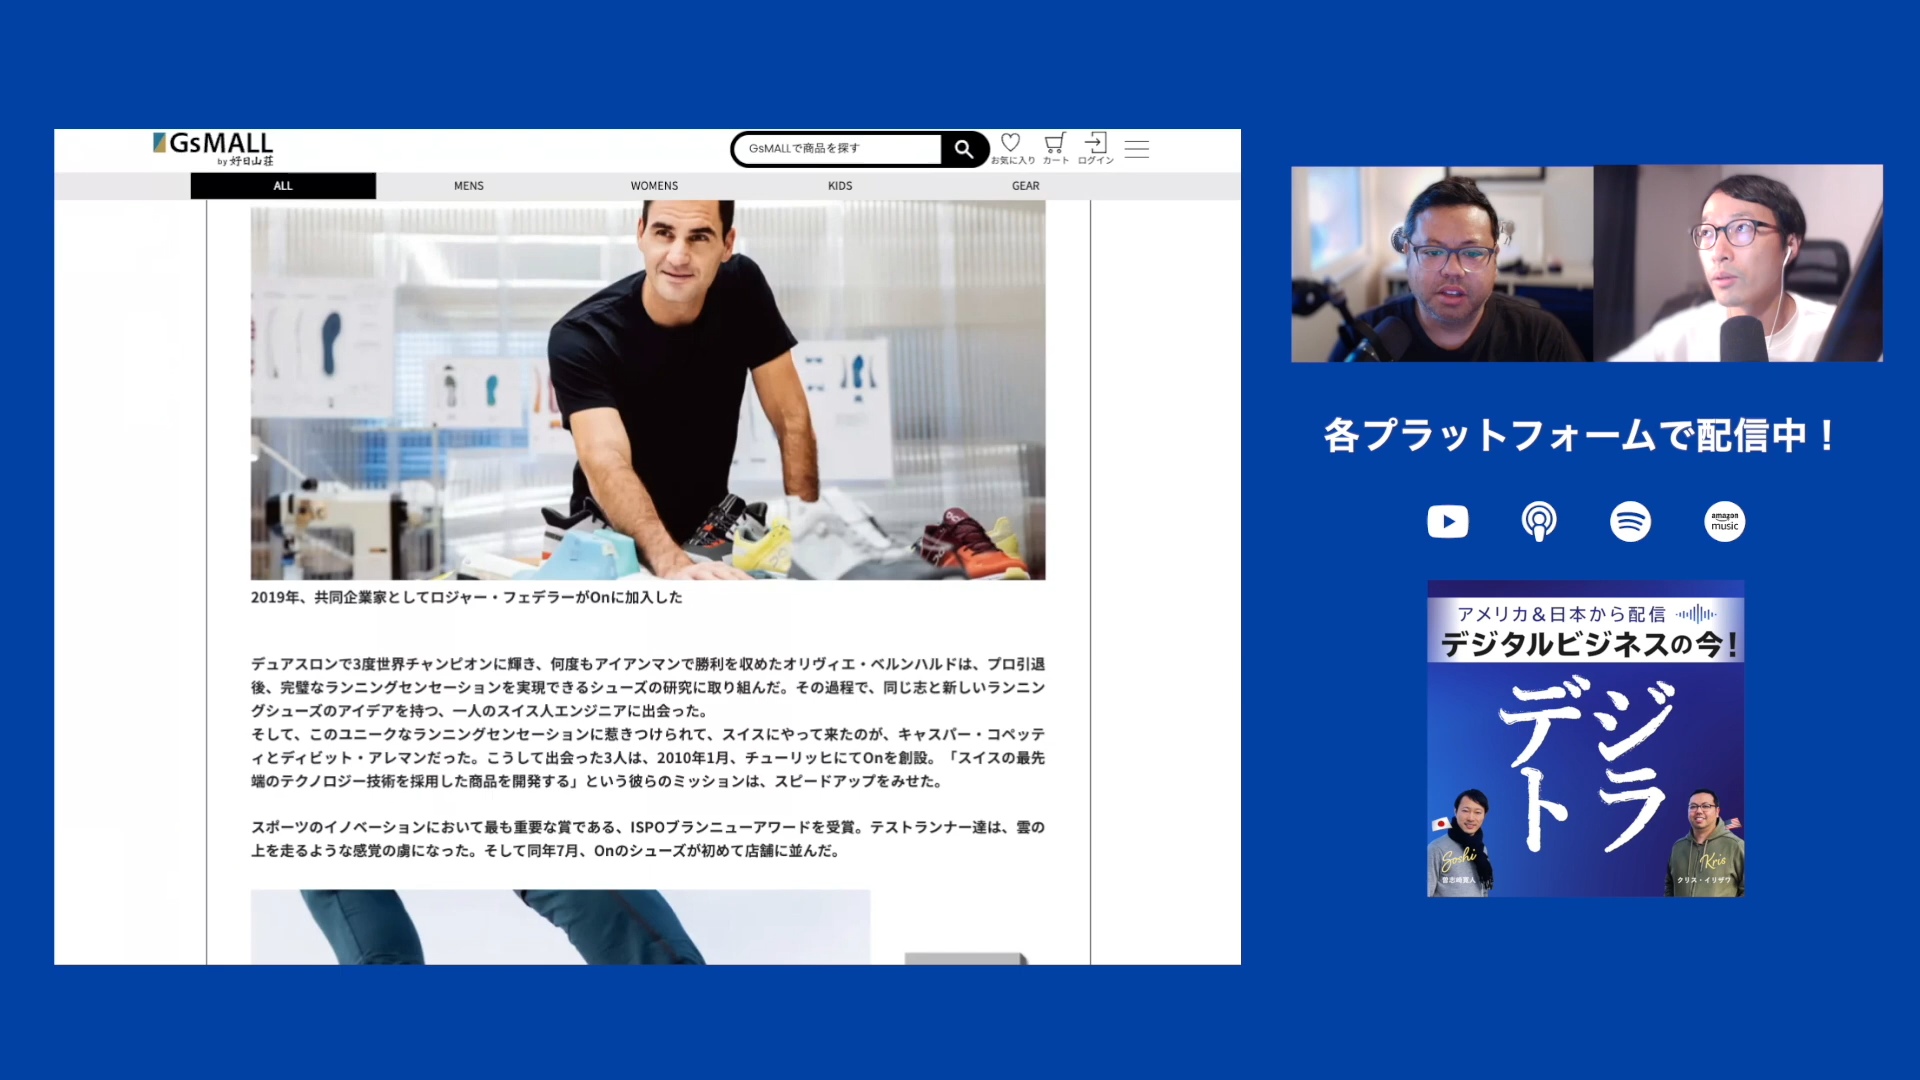 GsMALL
by 好日山荘
GsMALLで商品を探す
お気に入り カート ログイン
ALL MENS WOMENS KIDS GEAR
2019年、共同企業家としてロジャー・フェデラーがOnに加入した
デュアスロンで3度世界チャンピオンに輝き、何度もアイアンマンで勝利を収めたオリヴィエ・ベルンハルドは、プロ引退
後、完璧なランニングセンセーションを実現できるシューズの研究に取り組んだ。その過程で、同じ志と新しいランニン
グシューズのアイデアを持つ、一人のスイス人エンジニアに出会った。
そして、このユニークなランニングセンセーションに惹きつけられて、スイスにやって来たのが、キャスパー・コペッテ
ィとディビット・アレマンだった。こうして出会った3人は、2010年1月、チューリッヒにてOnを創設。「スイスの最先
端のテクノロジー技術を採用した商品を開発する」という彼らのミッションは、スピードアップをみせた。
スポーツのイノベーションにおいて最も重要な賞である、ISPOブランニューアワードを受賞。テストランナー達は、雲の
上を走るような感覚の虜になった。そして同年7月、Onのシューズが初めて店舗に並んだ。
各プラットフォームで配信中！
amazon
music
アメリカ&日本から配信
デジタルビジネスの今!
デジ
トラ
Soshi
曽志崎寛人
Kris
クリス・イリザワ